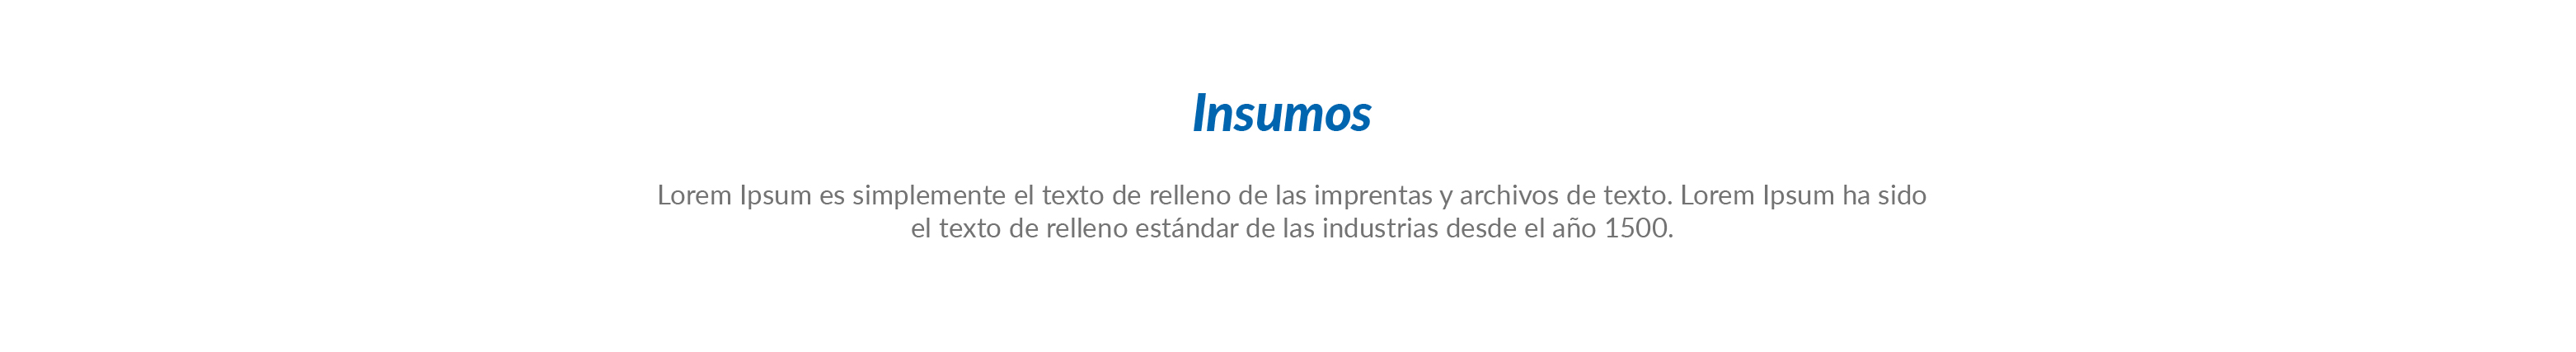 Insumos
Lorem Ipsum es simplemente el texto de relleno de las imprentas y archivos de texto. Lorem Ipsum ha sido
el texto de relleno estándar de las industrias desde el año 1500.